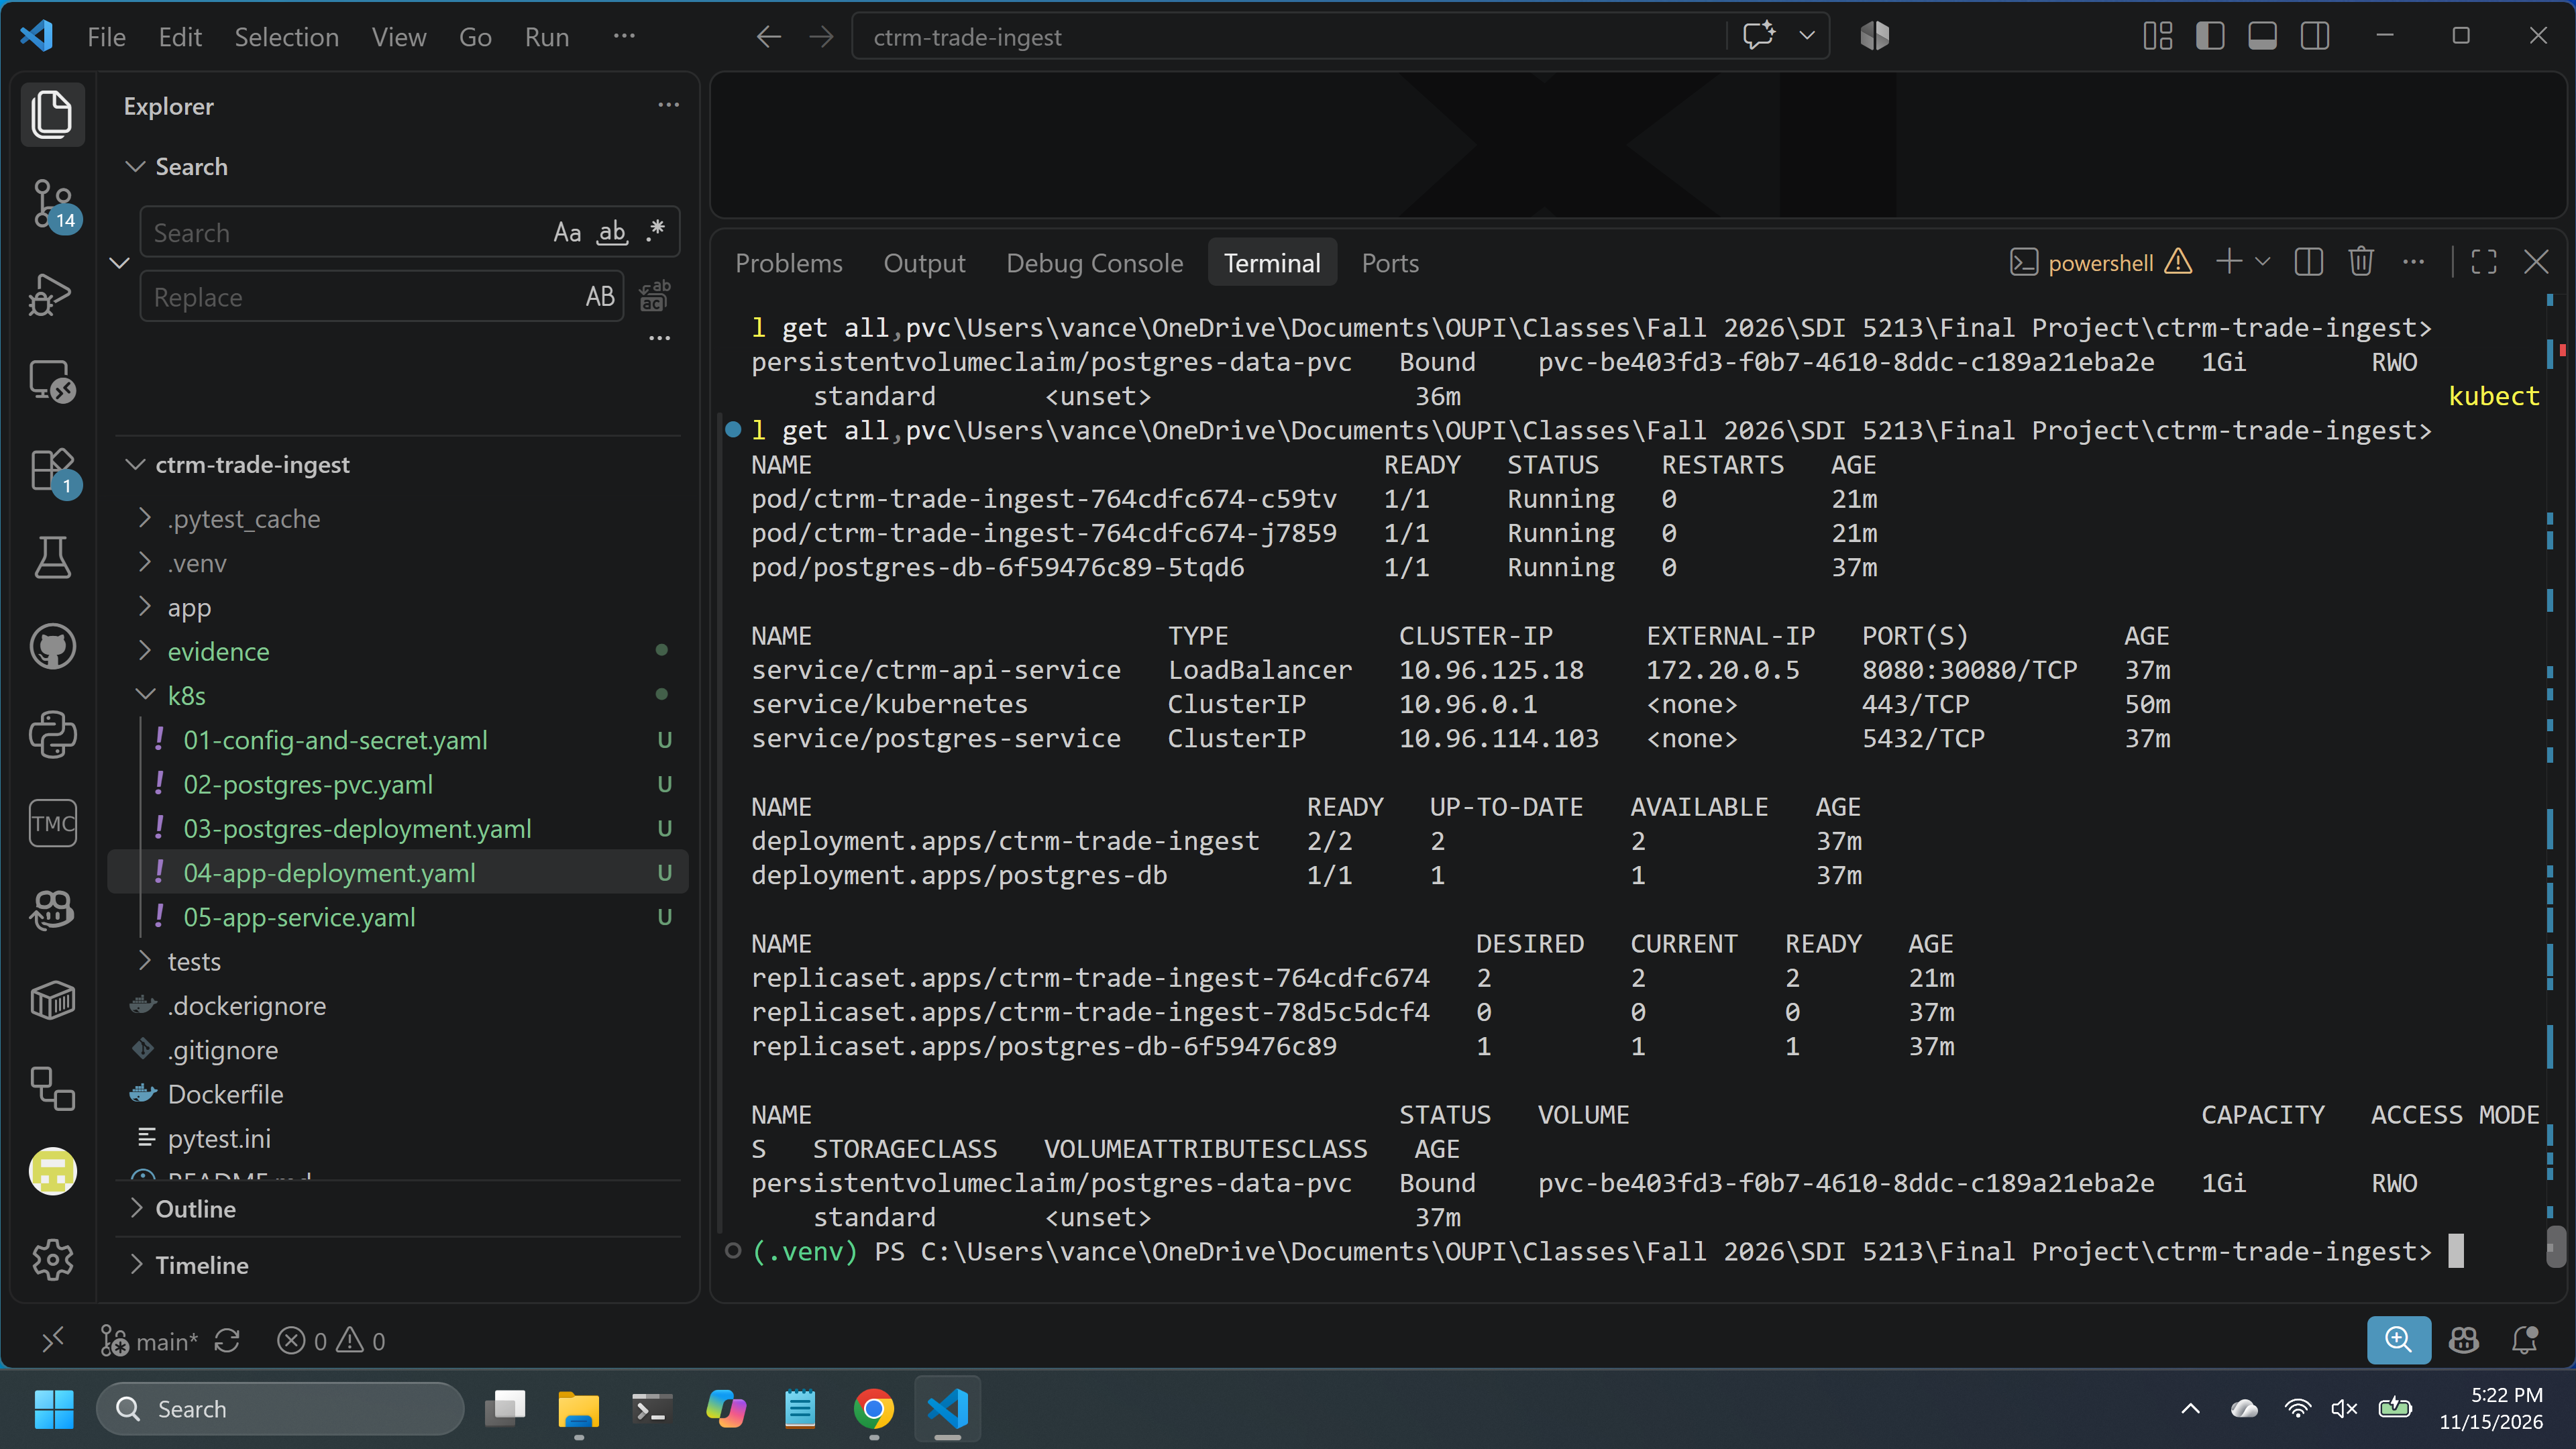 File Edit Selection View Go Run ···
ctrm-trade-ingest
Explorer
Search
Search Aa ab .*
Replace AB
ctrm-trade-ingest
.pytest_cache
.venv
app
evidence
k8s
! 01-config-and-secret.yaml U
! 02-postgres-pvc.yaml U
! 03-postgres-deployment.yaml U
! 04-app-deployment.yaml U
! 05-app-service.yaml U
tests
.dockerignore
.gitignore
Dockerfile
pytest.ini
README.md
Outline
Timeline
14
1
TMC
Problems Output Debug Console Terminal Ports
powershell
l get all,pvc\Users\vance\OneDrive\Documents\OUPI\Classes\Fall 2026\SDI 5213\Final Project\ctrm-trade-ingest>
persistentvolumeclaim/postgres-data-pvc Bound pvc-be403fd3-f0b7-4610-8ddc-c189a21eba2e 1Gi RWO
standard <unset> 36m kubect
l get all,pvc\Users\vance\OneDrive\Documents\OUPI\Classes\Fall 2026\SDI 5213\Final Project\ctrm-trade-ingest>
NAME READY STATUS RESTARTS AGE
pod/ctrm-trade-ingest-764cdfc674-c59tv 1/1 Running 0 21m
pod/ctrm-trade-ingest-764cdfc674-j7859 1/1 Running 0 21m
pod/postgres-db-6f59476c89-5tqd6 1/1 Running 0 37m
NAME TYPE CLUSTER-IP EXTERNAL-IP PORT(S) AGE
service/ctrm-api-service LoadBalancer 10.96.125.18 172.20.0.5 8080:30080/TCP 37m
service/kubernetes ClusterIP 10.96.0.1 <none> 443/TCP 50m
service/postgres-service ClusterIP 10.96.114.103 <none> 5432/TCP 37m
NAME READY UP-TO-DATE AVAILABLE AGE
deployment.apps/ctrm-trade-ingest 2/2 2 2 37m
deployment.apps/postgres-db 1/1 1 1 37m
NAME DESIRED CURRENT READY AGE
replicaset.apps/ctrm-trade-ingest-764cdfc674 2 2 2 21m
replicaset.apps/ctrm-trade-ingest-78d5c5dcf4 0 0 0 37m
replicaset.apps/postgres-db-6f59476c89 1 1 1 37m
NAME STATUS VOLUME CAPACITY ACCESS MODE
S STORAGECLASS VOLUMEATTRIBUTESCLASS AGE
persistentvolumeclaim/postgres-data-pvc Bound pvc-be403fd3-f0b7-4610-8ddc-c189a21eba2e 1Gi RWO
standard <unset> 37m
(.venv) PS C:\Users\vance\OneDrive\Documents\OUPI\Classes\Fall 2026\SDI 5213\Final Project\ctrm-trade-ingest>
main* 0 0
Search
5:22 PM
11/15/2026